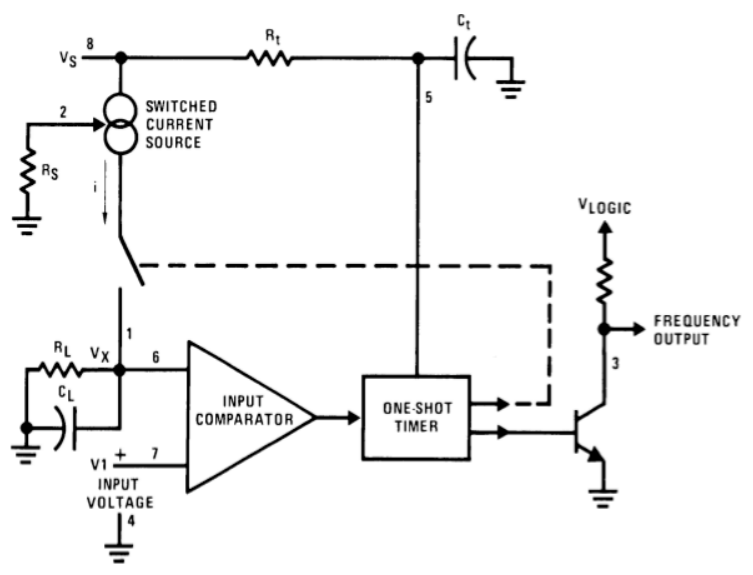 8
Rt
Ct
VS
5
2
SWITCHED
CURRENT
SOURCE
RS
i
VLOGIC
1
FREQUENCY
OUTPUT
RL
VX
6
3
CL
INPUT
COMPARATOR
ONE-SHOT
TIMER
+
V1
7
INPUT
VOLTAGE
4